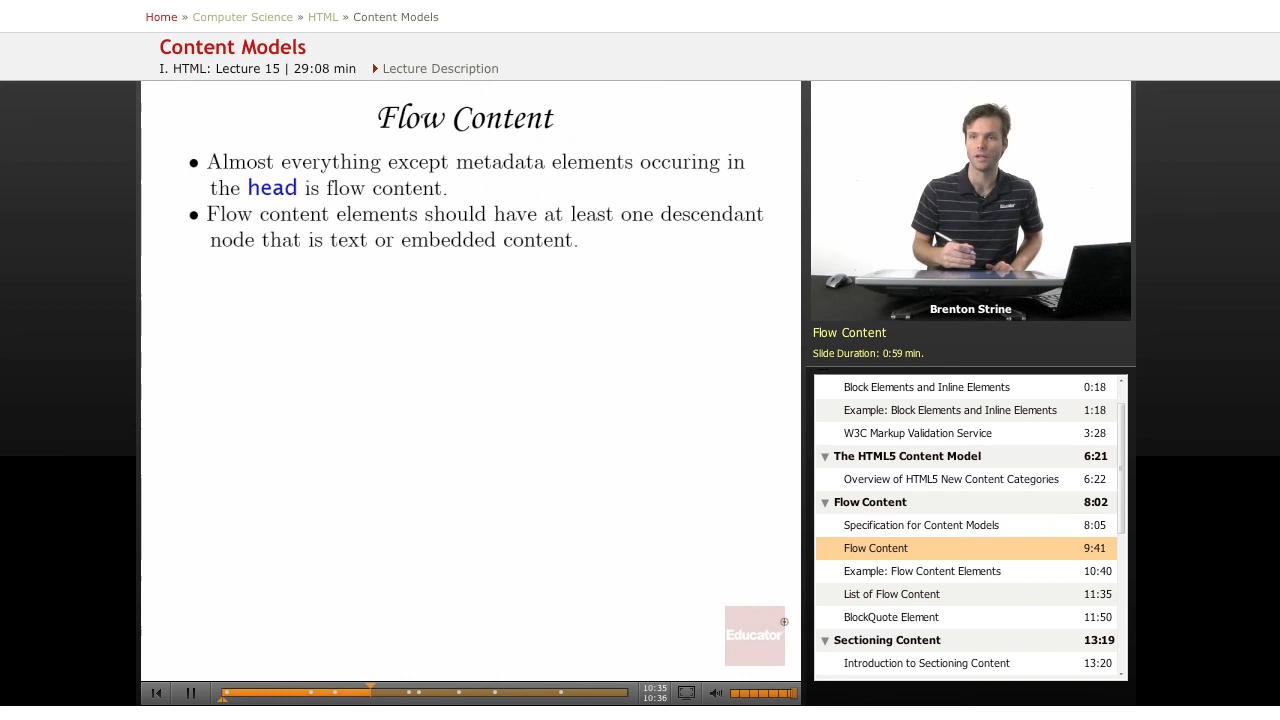 Home » Computer Science » HTML » Content Models
Content Models
I. HTML: Lecture 15 | 29:08 min
Lecture Description
Flow Content
• Almost everything except metadata elements occuring in
the head is flow content.
• Flow content elements should have at least one descendant
node that is text or embedded content.
Educator
10:35
10:36
Educator
Brenton Strine
Flow Content
Slide Duration: 0:59 min.
Block Elements and Inline Elements 0:18
Example: Block Elements and Inline Elements 1:18
W3C Markup Validation Service 3:28
▼ The HTML5 Content Model 6:21
Overview of HTML5 New Content Categories 6:22
▼ Flow Content 8:02
Specification for Content Models 8:05
Flow Content 9:41
Example: Flow Content Elements 10:40
List of Flow Content 11:35
BlockQuote Element 11:50
▼ Sectioning Content 13:19
Introduction to Sectioning Content 13:20